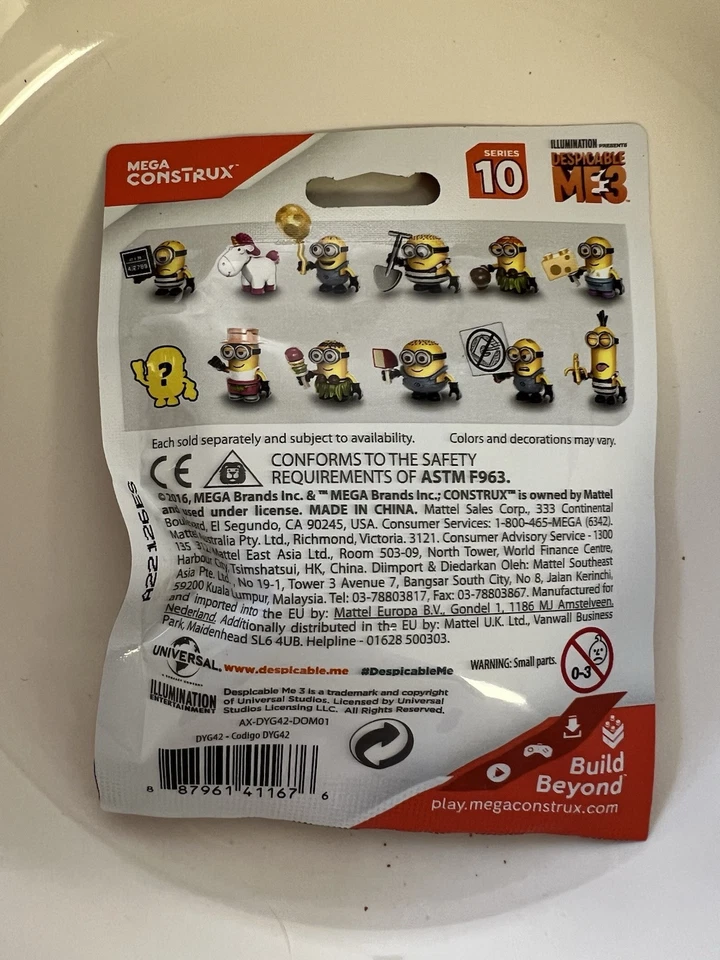 MEGA
CONSTRUX™
SERIES
10
ILLUMINATION PRESENTS
DESPICABLE
ME3
?
Each sold separately and subject to availability. Colors and decorations may vary.
CE
CONFORMS TO THE SAFETY
REQUIREMENTS OF ASTM F963.
©2016, MEGA Brands Inc. & ™ MEGA Brands Inc.; CONSTRUX™ is owned by Mattel
and used under license. MADE IN CHINA. Mattel Sales Corp., 333 Continental
Boulevard, El Segundo, CA 90245, USA. Consumer Services: 1-800-465-MEGA (6342).
Mattel Australia Pty. Ltd., Richmond, Victoria. 3121. Consumer Advisory Service - 1300
135 312. Mattel East Asia Ltd., Room 503-09, North Tower, World Finance Centre,
Harbour City, Tsimshatsui, HK, China. Diimport & Diedarkan Oleh: Mattel Southeast
Asia Pte. Ltd., No 19-1, Tower 3 Avenue 7, Bangsar South City, No 8, Jalan Kerinchi,
59200 Kuala Lumpur, Malaysia. Tel: 03-78803817, Fax: 03-78803867. Manufactured for
and imported into the EU by: Mattel Europa B.V., Gondel 1, 1186 MJ Amstelveen,
Nederland. Additionally distributed in the EU by: Mattel U.K. Ltd., Vanwall Business
Park, Maidenhead SL6 4UB. Helpline - 01628 500303.
A22126ES
UNIVERSAL
www.despicable.me #DespicableMe
WARNING: Small parts.
0-3
ILLUMINATION
ENTERTAINMENT
Despicable Me 3 is a trademark and copyright
of Universal Studios. Licensed by Universal
Studios Licensing LLC. All Rights Reserved.
AX-DYG42-DOM01
DYG42 - Codigo DYG42
8 87961 41167 6
Build
Beyond™
play.megaconstrux.com